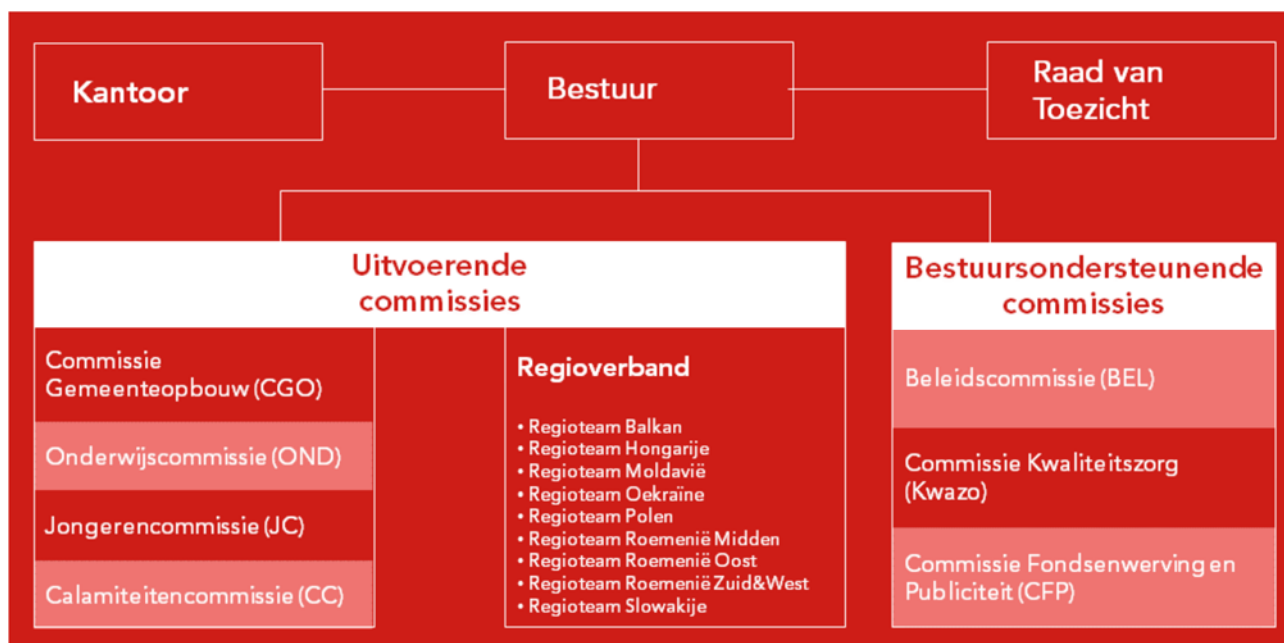 Kantoor
Bestuur
Raad van
Toezicht
Uitvoerende
commissies
Commissie
Gemeenteopbouw (CGO)
Onderwijscommissie (OND)
Jongerencommissie (JC)
Calamiteitencommissie (CC)
Regioverband
• Regioteam Balkan
• Regioteam Hongarije
• Regioteam Moldavië
• Regioteam Oekraïne
• Regioteam Polen
• Regioteam Roemenië Midden
• Regioteam Roemenië Oost
• Regioteam Roemenië Zuid&West
• Regioteam Slowakije
Bestuursondersteunende
commissies
Beleidscommissie (BEL)
Commissie Kwaliteitszorg
(Kwazo)
Commissie Fondsenwerving en
Publiciteit (CFP)